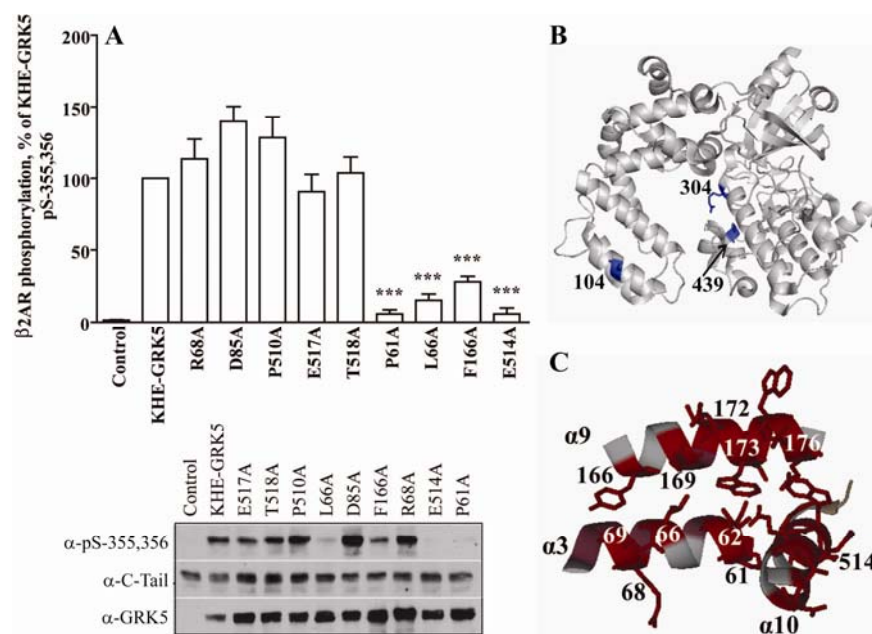 A
β2AR phosphorylation, % of KHE-GRK5
pS-355,356
200
150
100
50
0
*** *** *** ***
Control
KHE-GRK5
R68A
D85A
P510A
E517A
T518A
P61A
L66A
F166A
E514A
Control
KHE-GRK5
E517A
T518A
P510A
L66A
D85A
F166A
R68A
E514A
P61A
α-pS-355,356
α-C-Tail
α-GRK5
B
304
104
439
C
172
α9
173 176
166 169
α3 69 66 62
61 514
68
α10